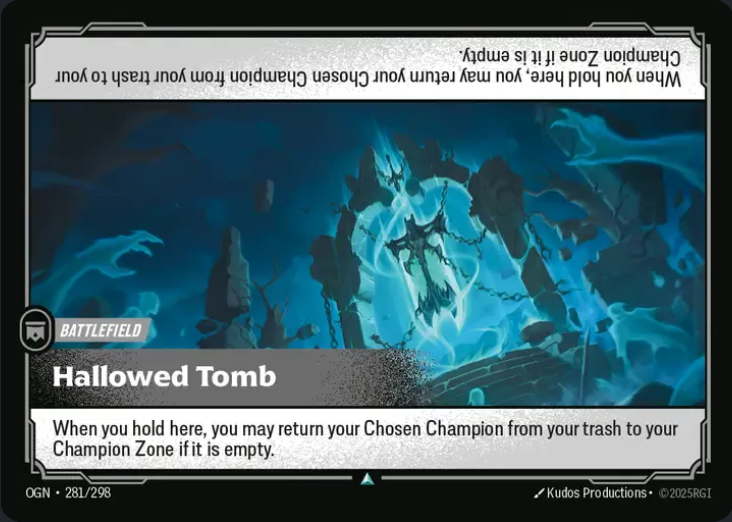 When you hold here, you may return your Chosen Champion from your trash to your
Champion Zone if it is empty.
BATTLEFIELD
Hallowed Tomb
When you hold here, you may return your Chosen Champion from your trash to your
Champion Zone if it is empty.
OGN • 281/298
Kudos Productions • ©2025RGI